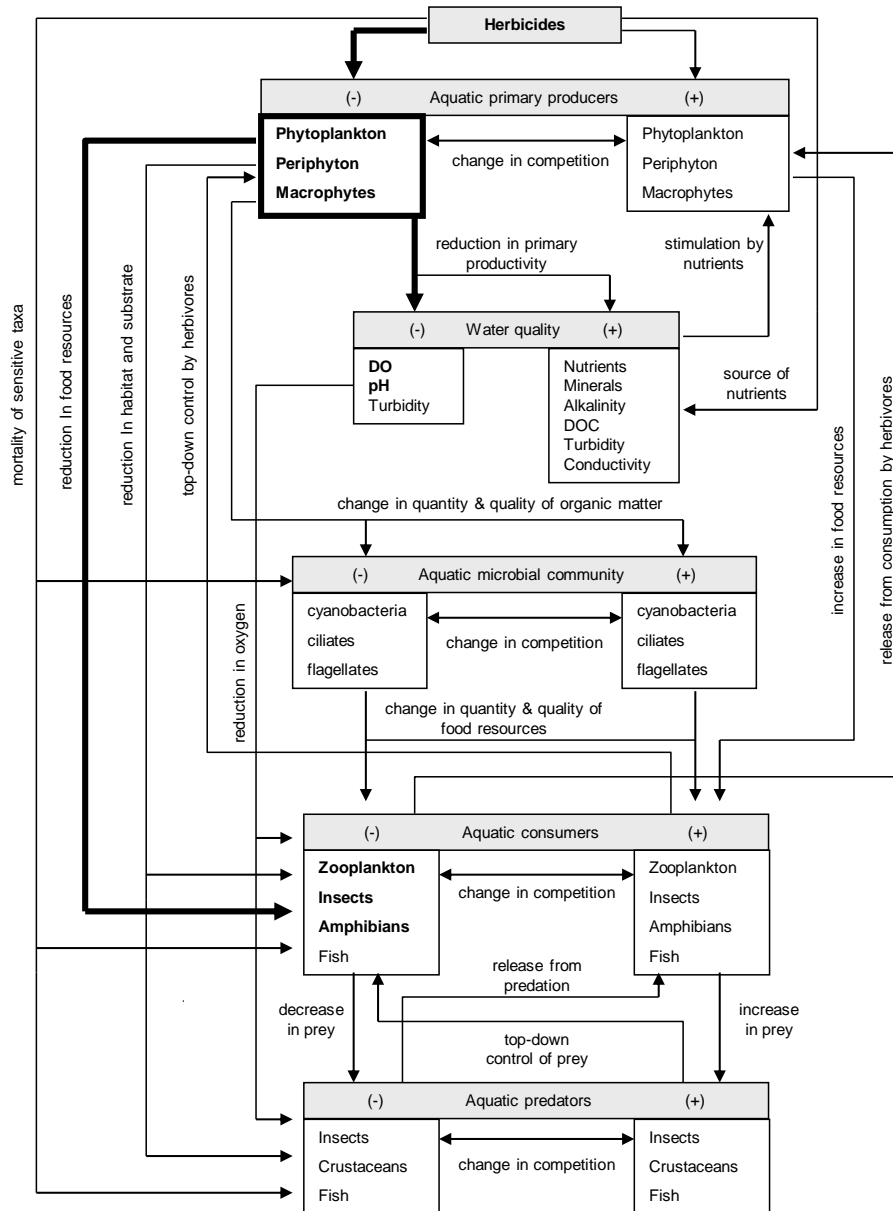 Herbicides
(-) Aquatic primary producers (+)
Phytoplankton
Periphyton
Macrophytes
change in competition
Phytoplankton
Periphyton
Macrophytes
reduction in primary
productivity
stimulation by
nutrients
(-) Water quality (+)
DO
pH
Turbidity
Nutrients
Minerals
Alkalinity
DOC
Turbidity
Conductivity
source of
nutrients
mortality of sensitive taxa
reduction In food resources
reduction In habitat and substrate
top-down control by herbivores
reduction in oxygen
increase in food resources
release from consumption by herbivores
change in quantity & quality of organic matter
(-) Aquatic microbial community (+)
cyanobacteria
ciliates
flagellates
change in competition
cyanobacteria
ciliates
flagellates
change in quantity & quality of
food resources
(-) Aquatic consumers (+)
Zooplankton
Insects
Amphibians
Fish
change in competition
Zooplankton
Insects
Amphibians
Fish
release from
predation
decrease
in prey
increase
in prey
top-down
control of prey
(-) Aquatic predators (+)
Insects
Crustaceans
Fish
change in competition
Insects
Crustaceans
Fish